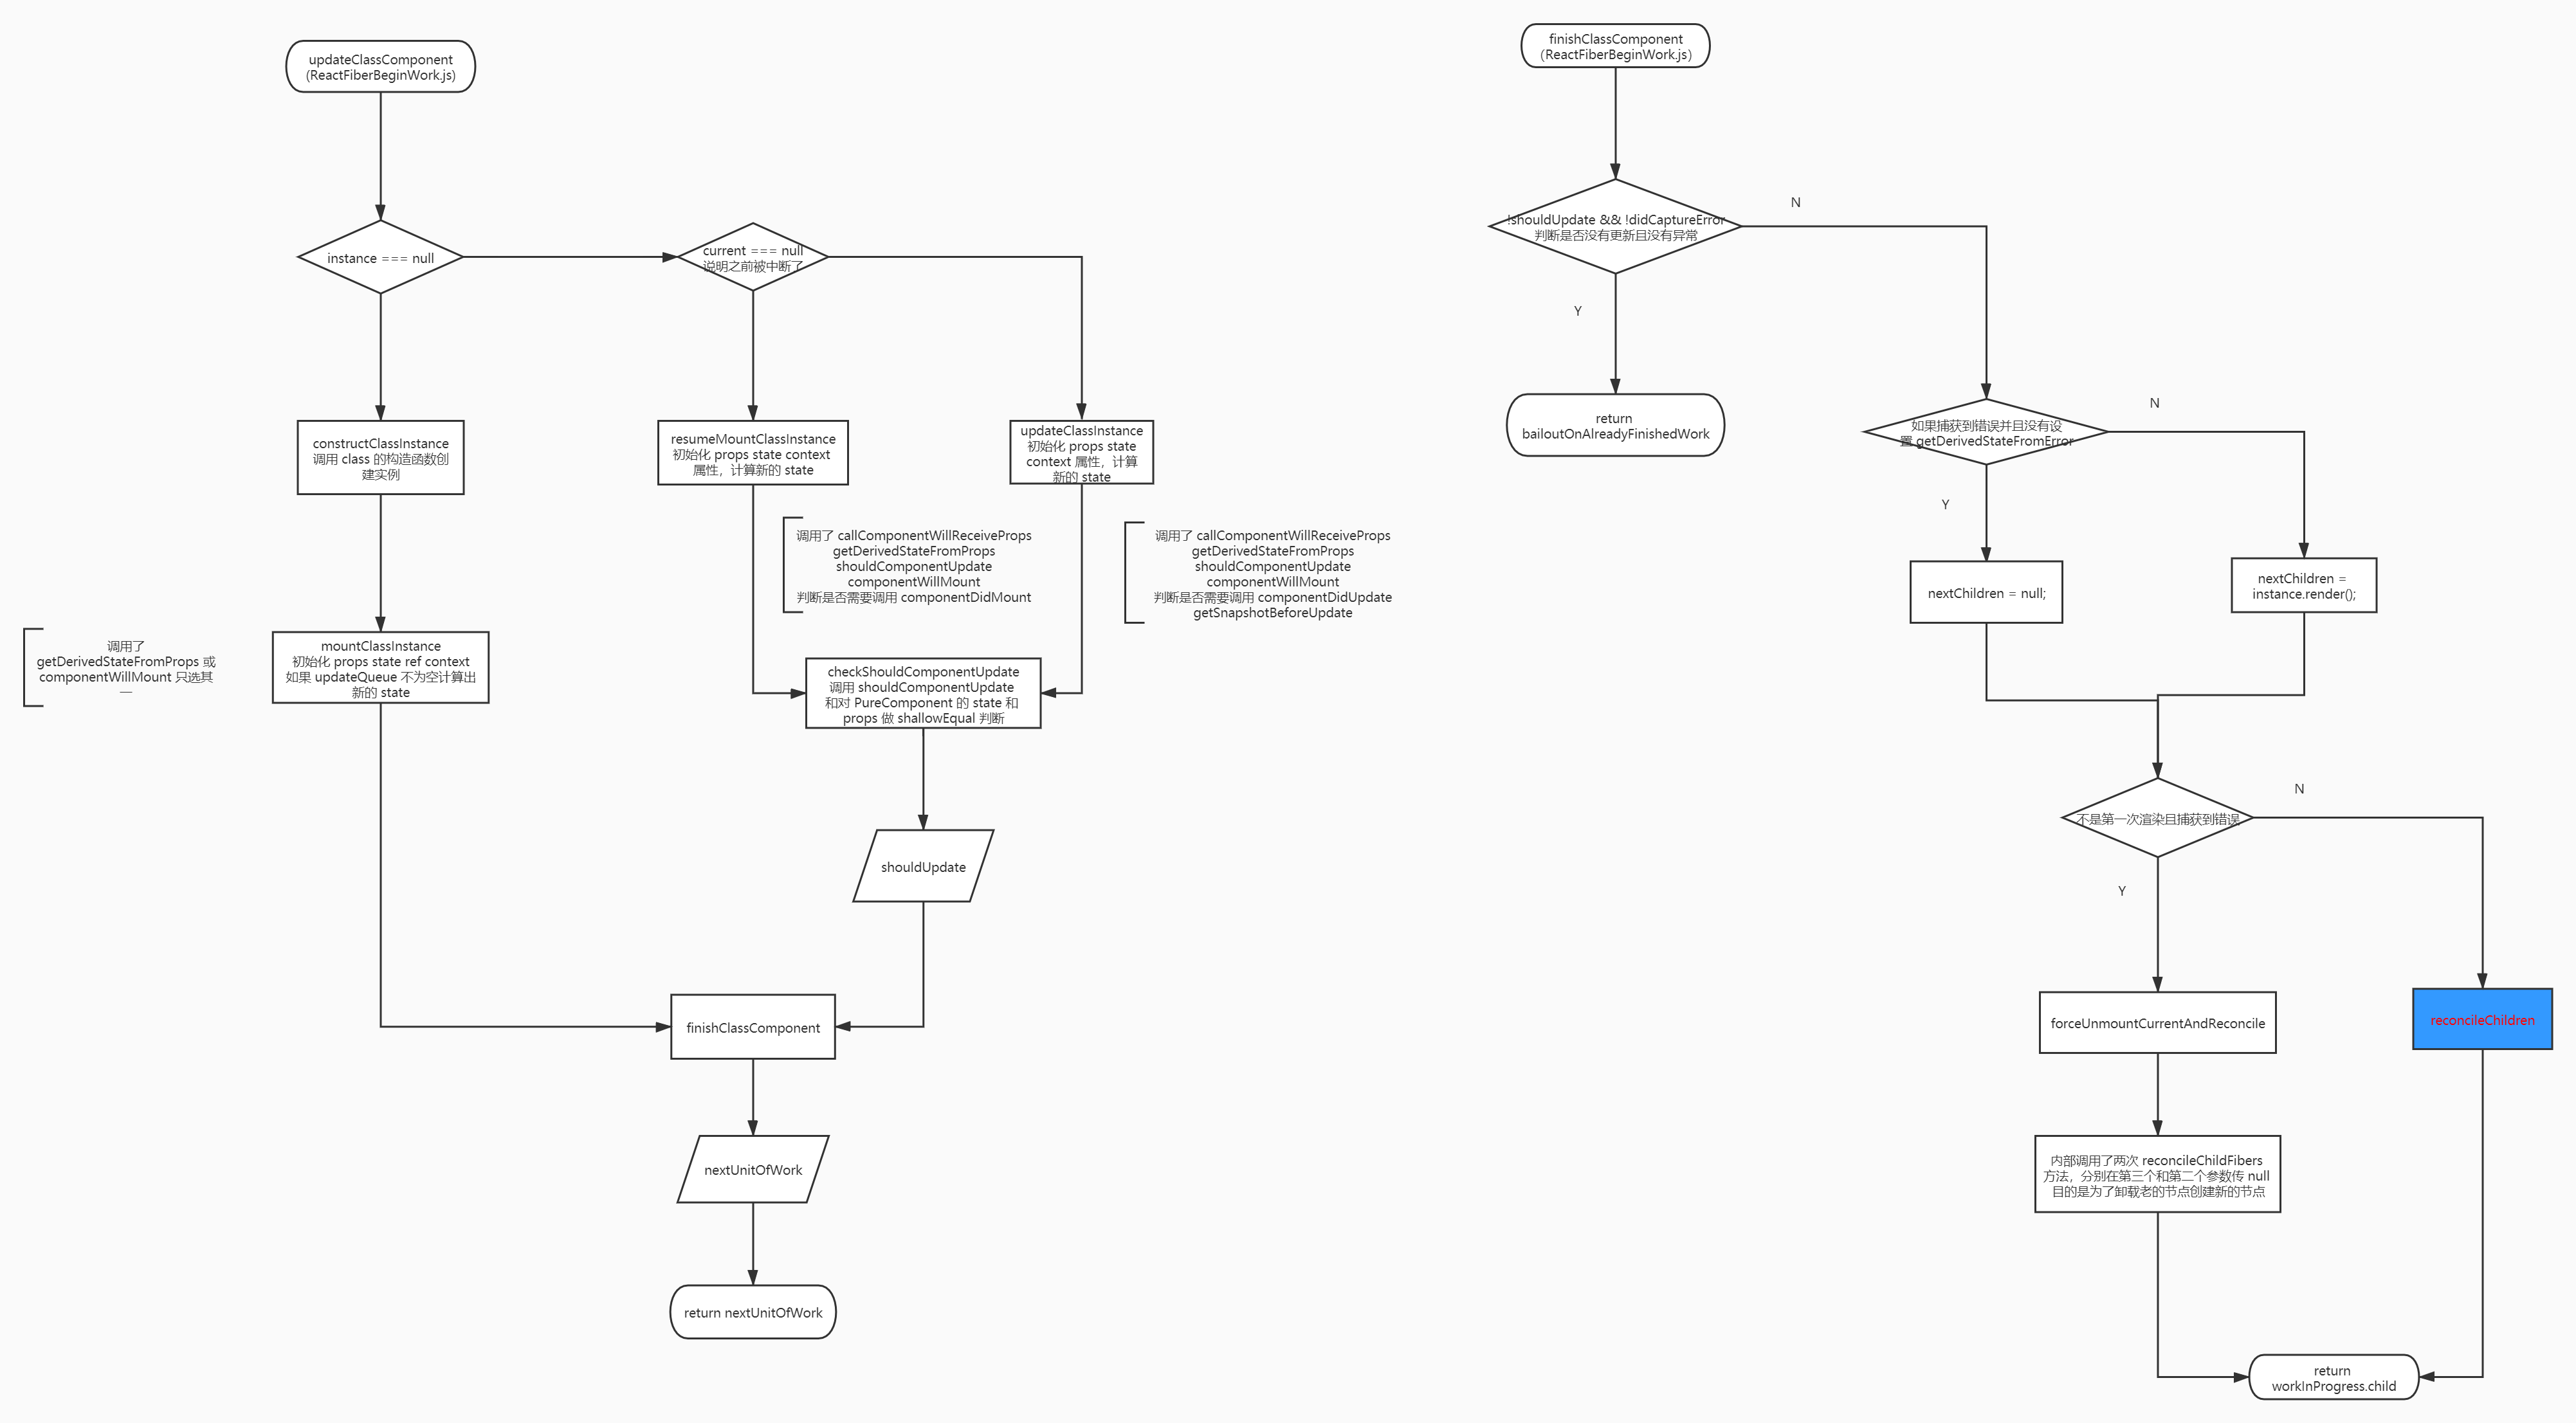 updateClassComponent
(ReactFiberBeginWork.js)
instance === null
current === null
说明之前被中断了
constructClassInstance
调用 class 的构造函数创
建实例
resumeMountClassInstance
初始化 props state context
属性，计算新的 state
updateClassInstance
初始化 props state
context 属性，计算
新的 state
调用了 callComponentWillReceiveProps
getDerivedStateFromProps
shouldComponentUpdate
componentWillMount
判断是否需要调用 componentDidMount
调用了 callComponentWillReceiveProps
getDerivedStateFromProps
shouldComponentUpdate
componentWillMount
判断是否需要调用 componentDidUpdate
getSnapshotBeforeUpdate
调用了
getDerivedStateFromProps 或
componentWillMount 只选其
一
mountClassInstance
初始化 props state ref context
如果 updateQueue 不为空计算出
新的 state
checkShouldComponentUpdate
调用 shouldComponentUpdate
和对 PureComponent 的 state 和
props 做 shallowEqual 判断
shouldUpdate
finishClassComponent
nextUnitOfWork
return nextUnitOfWork
finishClassComponent
(ReactFiberBeginWork.js)
!shouldUpdate && !didCaptureError
判断是否没有更新且没有异常
N
Y
return
bailoutOnAlreadyFinishedWork
如果捕获到错误并且没有设
置 getDerivedStateFromError
N
Y
nextChildren = null;
nextChildren =
instance.render();
不是第一次渲染且捕获到错误
N
Y
forceUnmountCurrentAndReconcile
reconcileChildren
内部调用了两次 reconcileChildFibers
方法，分别在第三个和第二个参数传 null
目的是为了卸载老的节点创建新的节点
return
workInProgress.child